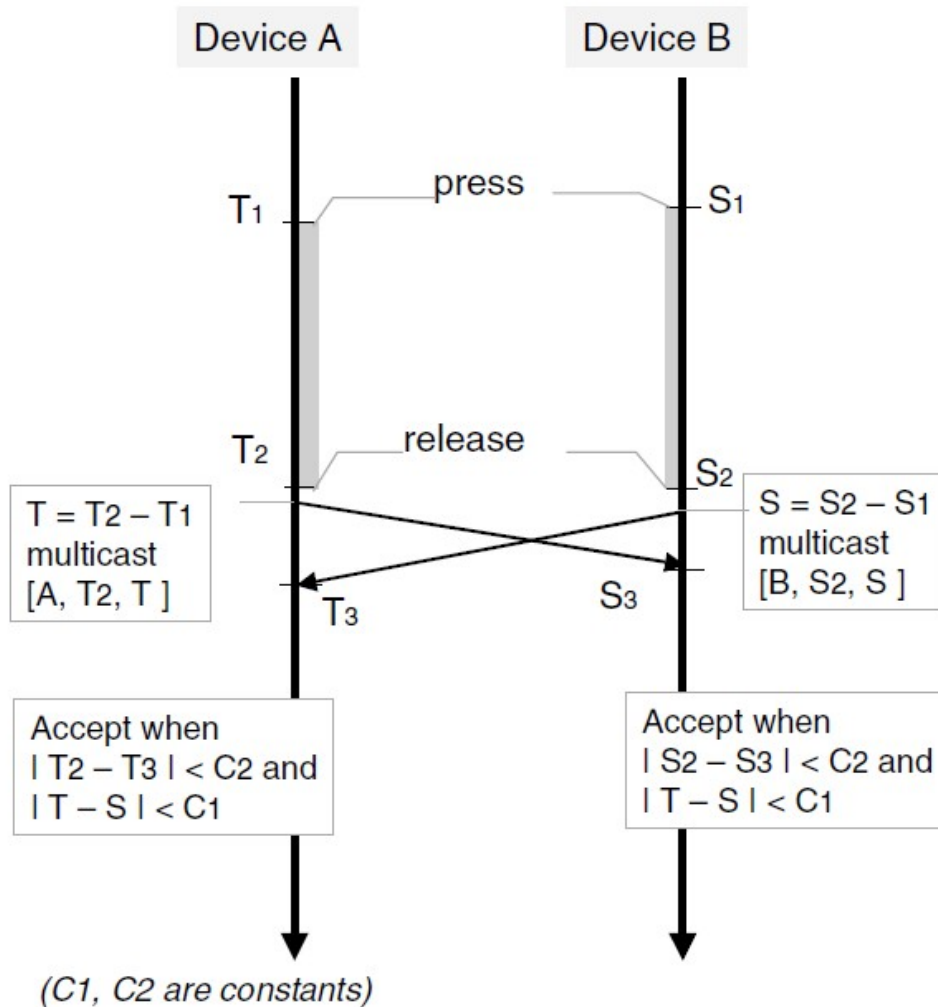 Device A
Device B
press
T1
S1
release
T2
S2
T = T2 – T1
multicast
[A, T2, T ]
S = S2 – S1
multicast
[B, S2, S ]
T3
S3
Accept when
| T2 – T3 | < C2 and
| T – S | < C1
Accept when
| S2 – S3 | < C2 and
| T – S | < C1
(C1, C2 are constants)